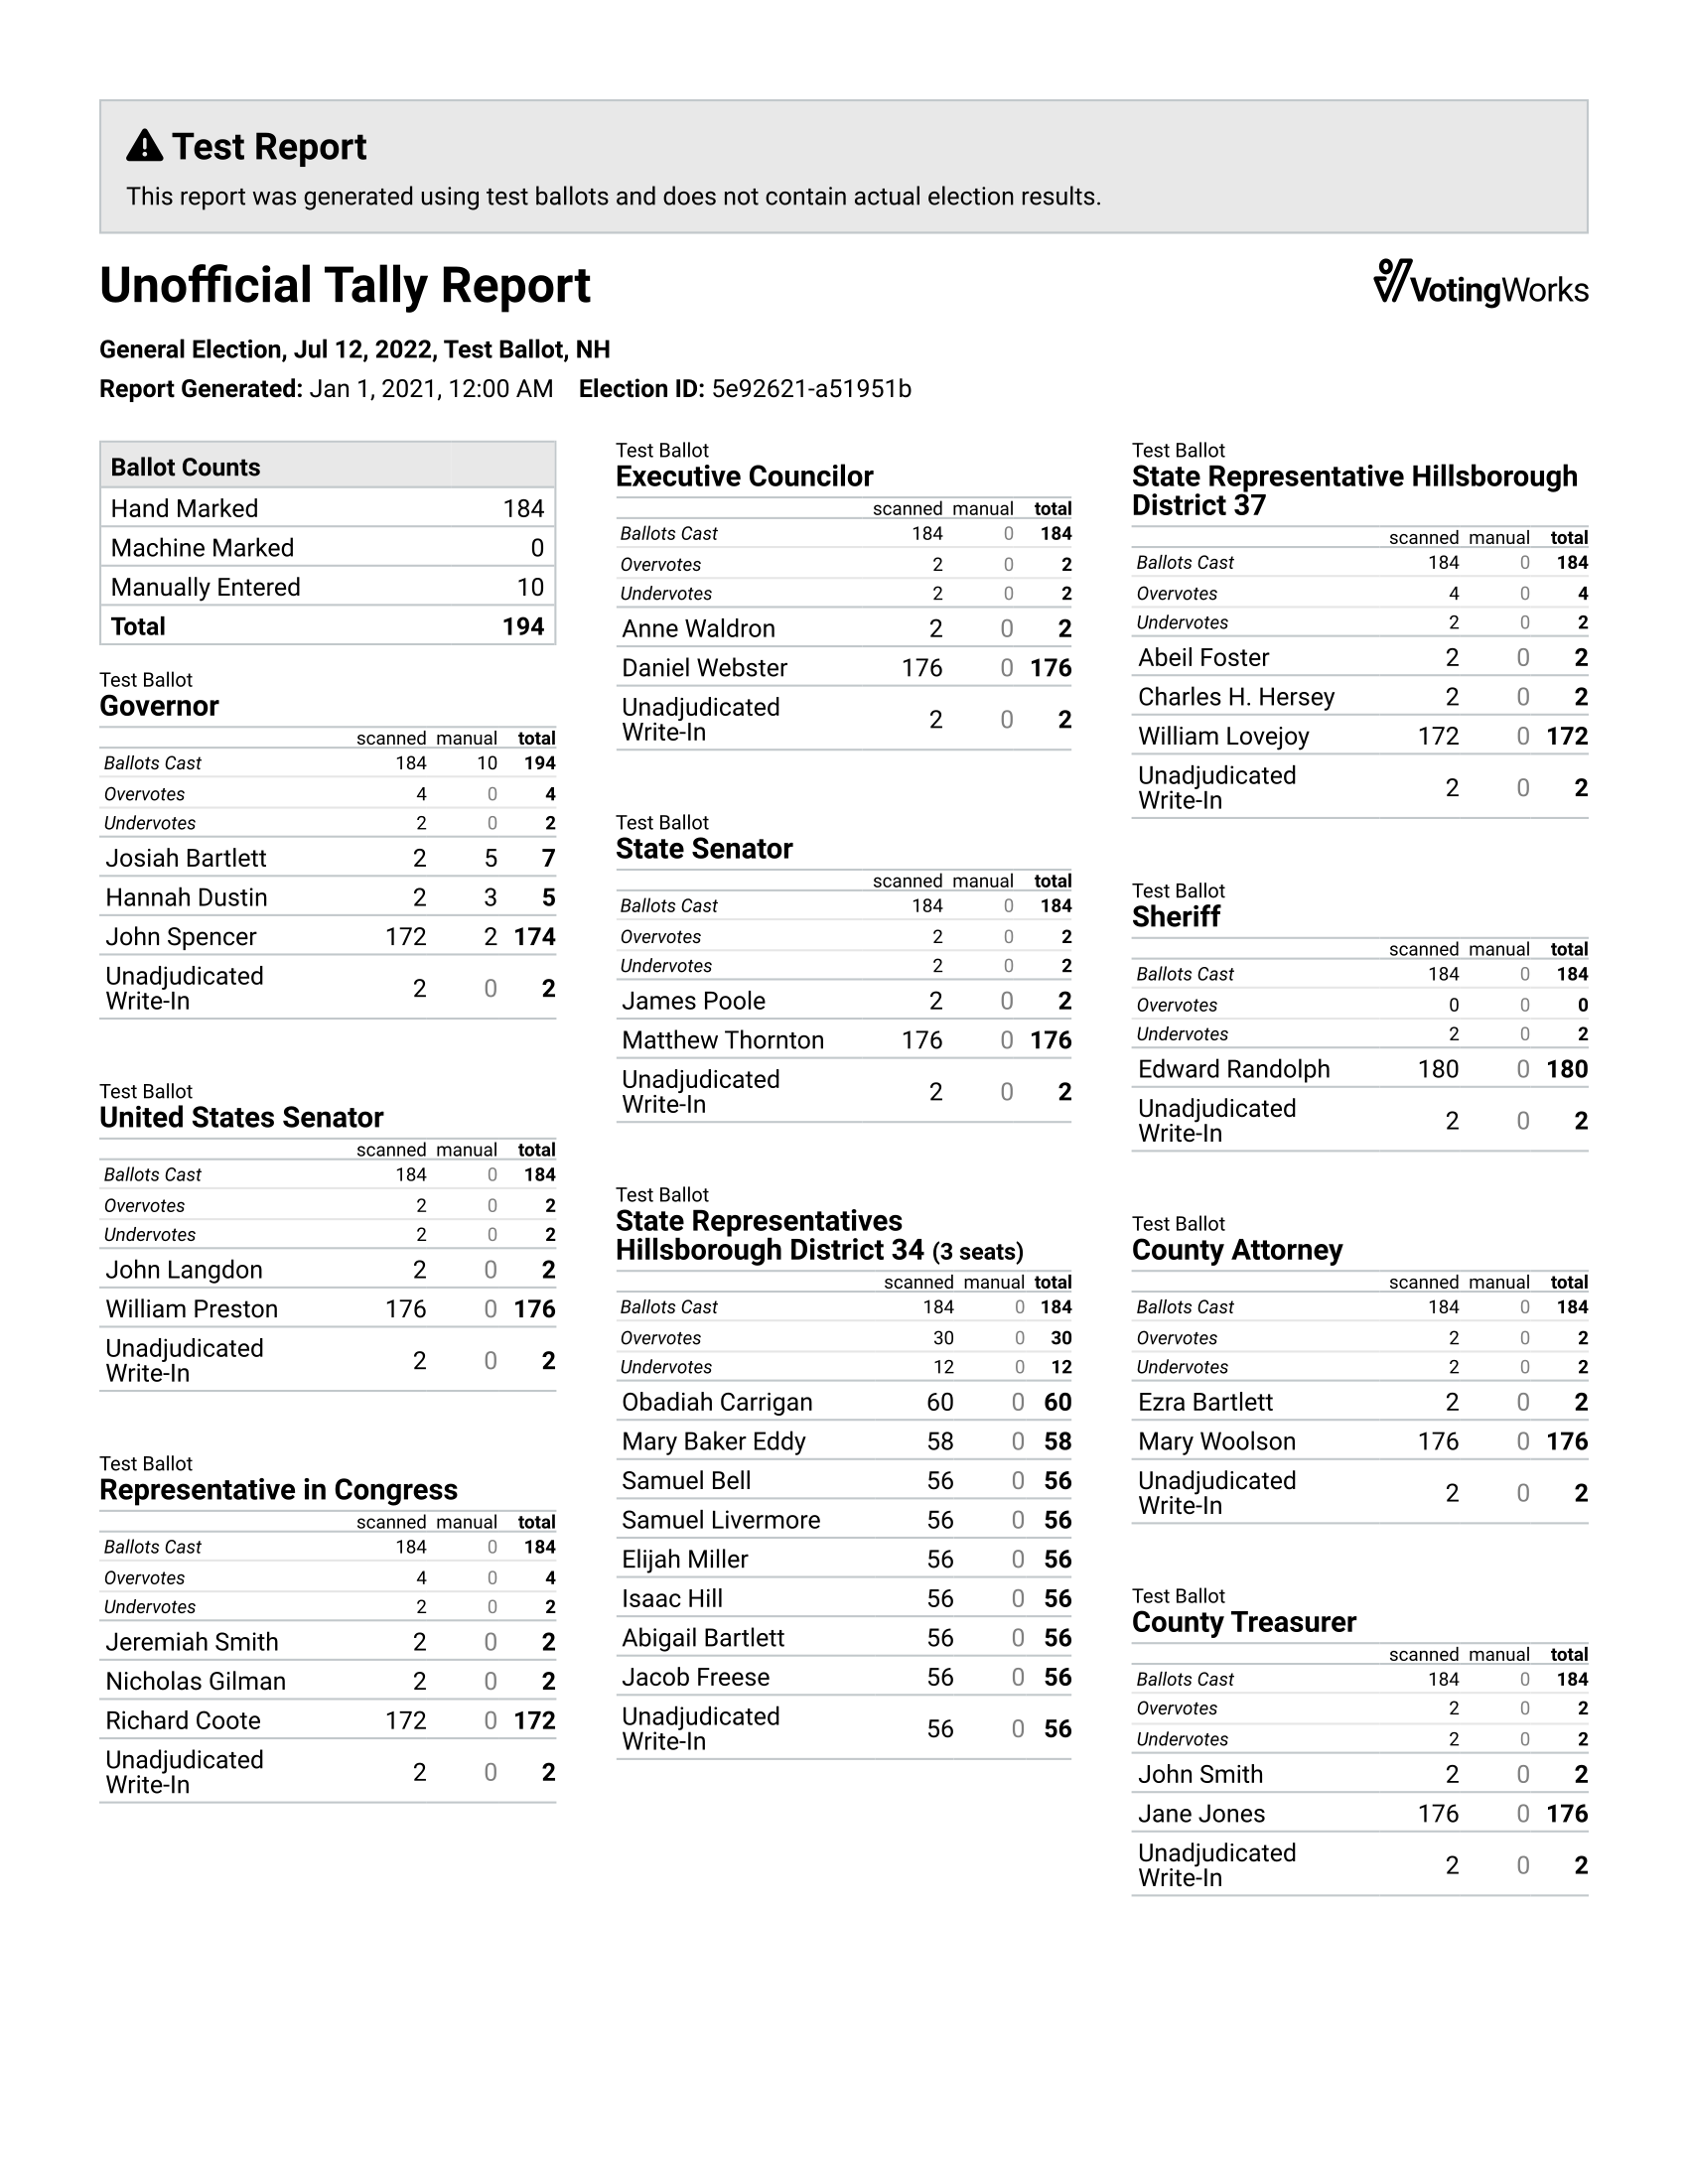 Test Report
This report was generated using test ballots and does not contain actual election results.
Unofficial Tally Report
VotingWorks
General Election, Jul 12, 2022, Test Ballot, NH
Report Generated: Jan 1, 2021, 12:00 AM Election ID: 5e92621-a51951b
Ballot Counts
Hand Marked 184
Machine Marked 0
Manually Entered 10
Total 194
Test Ballot
Governor
scanned manual total
Ballots Cast 184 10 194
Overvotes 4 0 4
Undervotes 2 0 2
Josiah Bartlett 2 5 7
Hannah Dustin 2 3 5
John Spencer 172 2 174
Unadjudicated
Write-In 2 0 2
Test Ballot
United States Senator
scanned manual total
Ballots Cast 184 0 184
Overvotes 2 0 2
Undervotes 2 0 2
John Langdon 2 0 2
William Preston 176 0 176
Unadjudicated
Write-In 2 0 2
Test Ballot
Representative in Congress
scanned manual total
Ballots Cast 184 0 184
Overvotes 4 0 4
Undervotes 2 0 2
Jeremiah Smith 2 0 2
Nicholas Gilman 2 0 2
Richard Coote 172 0 172
Unadjudicated
Write-In 2 0 2
Test Ballot
Executive Councilor
scanned manual total
Ballots Cast 184 0 184
Overvotes 2 0 2
Undervotes 2 0 2
Anne Waldron 2 0 2
Daniel Webster 176 0 176
Unadjudicated
Write-In 2 0 2
Test Ballot
State Senator
scanned manual total
Ballots Cast 184 0 184
Overvotes 2 0 2
Undervotes 2 0 2
James Poole 2 0 2
Matthew Thornton 176 0 176
Unadjudicated
Write-In 2 0 2
Test Ballot
State Representatives
Hillsborough District 34 (3 seats)
scanned manual total
Ballots Cast 184 0 184
Overvotes 30 0 30
Undervotes 12 0 12
Obadiah Carrigan 60 0 60
Mary Baker Eddy 58 0 58
Samuel Bell 56 0 56
Samuel Livermore 56 0 56
Elijah Miller 56 0 56
Isaac Hill 56 0 56
Abigail Bartlett 56 0 56
Jacob Freese 56 0 56
Unadjudicated
Write-In 56 0 56
Test Ballot
State Representative Hillsborough
District 37
scanned manual total
Ballots Cast 184 0 184
Overvotes 4 0 4
Undervotes 2 0 2
Abeil Foster 2 0 2
Charles H. Hersey 2 0 2
William Lovejoy 172 0 172
Unadjudicated
Write-In 2 0 2
Test Ballot
Sheriff
scanned manual total
Ballots Cast 184 0 184
Overvotes 0 0 0
Undervotes 2 0 2
Edward Randolph 180 0 180
Unadjudicated
Write-In 2 0 2
Test Ballot
County Attorney
scanned manual total
Ballots Cast 184 0 184
Overvotes 2 0 2
Undervotes 2 0 2
Ezra Bartlett 2 0 2
Mary Woolson 176 0 176
Unadjudicated
Write-In 2 0 2
Test Ballot
County Treasurer
scanned manual total
Ballots Cast 184 0 184
Overvotes 2 0 2
Undervotes 2 0 2
John Smith 2 0 2
Jane Jones 176 0 176
Unadjudicated
Write-In 2 0 2